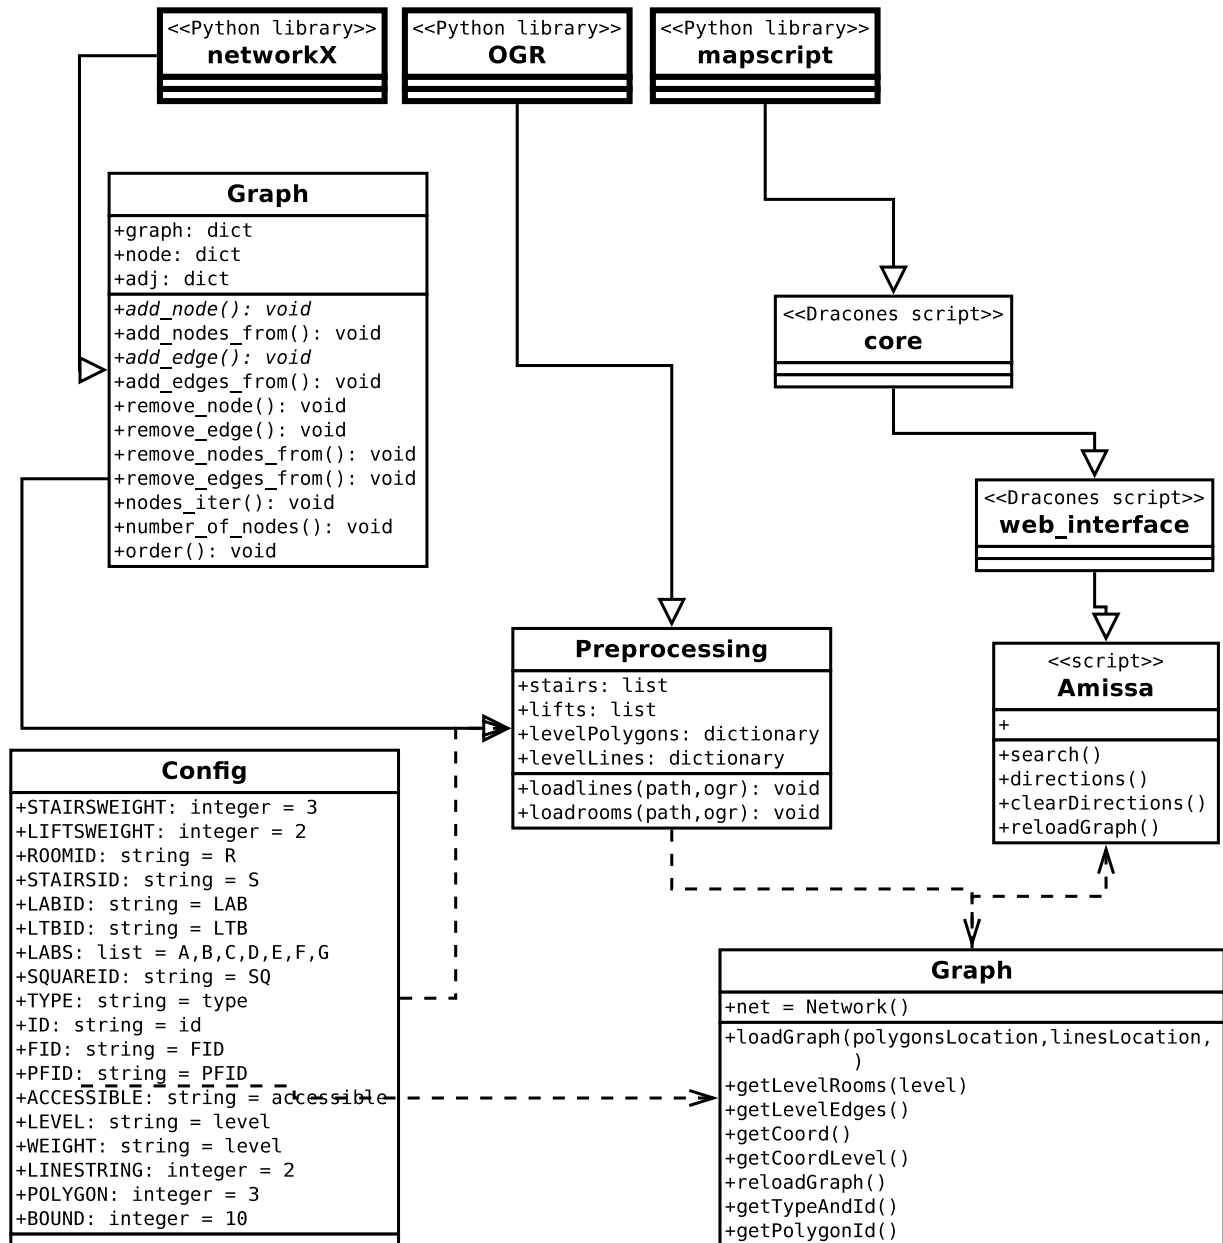 <<Python library>>
networkX
<<Python library>>
OGR
<<Python library>>
mapscript
Graph
+graph: dict
+node: dict
+adj: dict
+add_node(): void
+add_nodes_from(): void
+add_edge(): void
+add_edges_from(): void
+remove_node(): void
+remove_edge(): void
+remove_nodes_from(): void
+remove_edges_from(): void
+nodes_iter(): void
+number_of_nodes(): void
+order(): void
<<Dracones script>>
core
<<Dracones script>>
web_interface
Preprocessing
+stairs: list
+lifts: list
+levelPolygons: dictionary
+levelLines: dictionary
+loadlines(path,ogr): void
+loadrooms(path,ogr): void
<<script>>
Amissa
+
+search()
+directions()
+clearDirections()
+reloadGraph()
Config
+STAIRSWEIGHT: integer = 3
+LIFTSWEIGHT: integer = 2
+ROOMID: string = R
+STAIRSID: string = S
+LABID: string = LAB
+LTBID: string = LTB
+LABS: list = A,B,C,D,E,F,G
+SQUAREID: string = SQ
+TYPE: string = type
+ID: string = id
+FID: string = FID
+PFID: string = PFID
+ACCESSIBLE: string = accessible
+LEVEL: string = level
+WEIGHT: string = level
+LINESTRING: integer = 2
+POLYGON: integer = 3
+BOUND: integer = 10
Graph
+net = Network()
+loadGraph(polygonsLocation,linesLocation,
)
+getLevelRooms(level)
+getLevelEdges()
+getCoord()
+getCoordLevel()
+reloadGraph()
+getTypeAndId()
+getPolygonId()